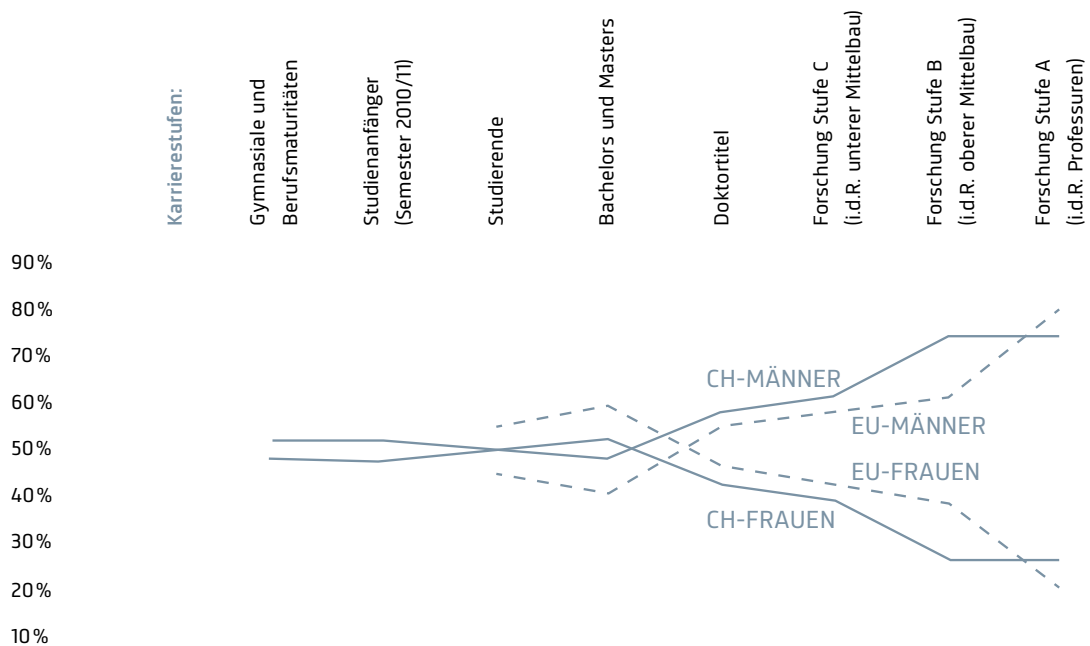 Karrierestufen:
Gymnasiale und
Berufsmaturitäten
Studienanfänger
(Semester 2010/11)
Studierende
Bachelors und Masters
Doktortitel
Forschung Stufe C
(i.d.R. unterer Mittelbau)
Forschung Stufe B
(i.d.R. oberer Mittelbau)
Forschung Stufe A
(i.d.R. Professuren)
90%
80%
70%
60%
50%
40%
30%
20%
10%
CH-MÄNNER
EU-MÄNNER
EU-FRAUEN
CH-FRAUEN